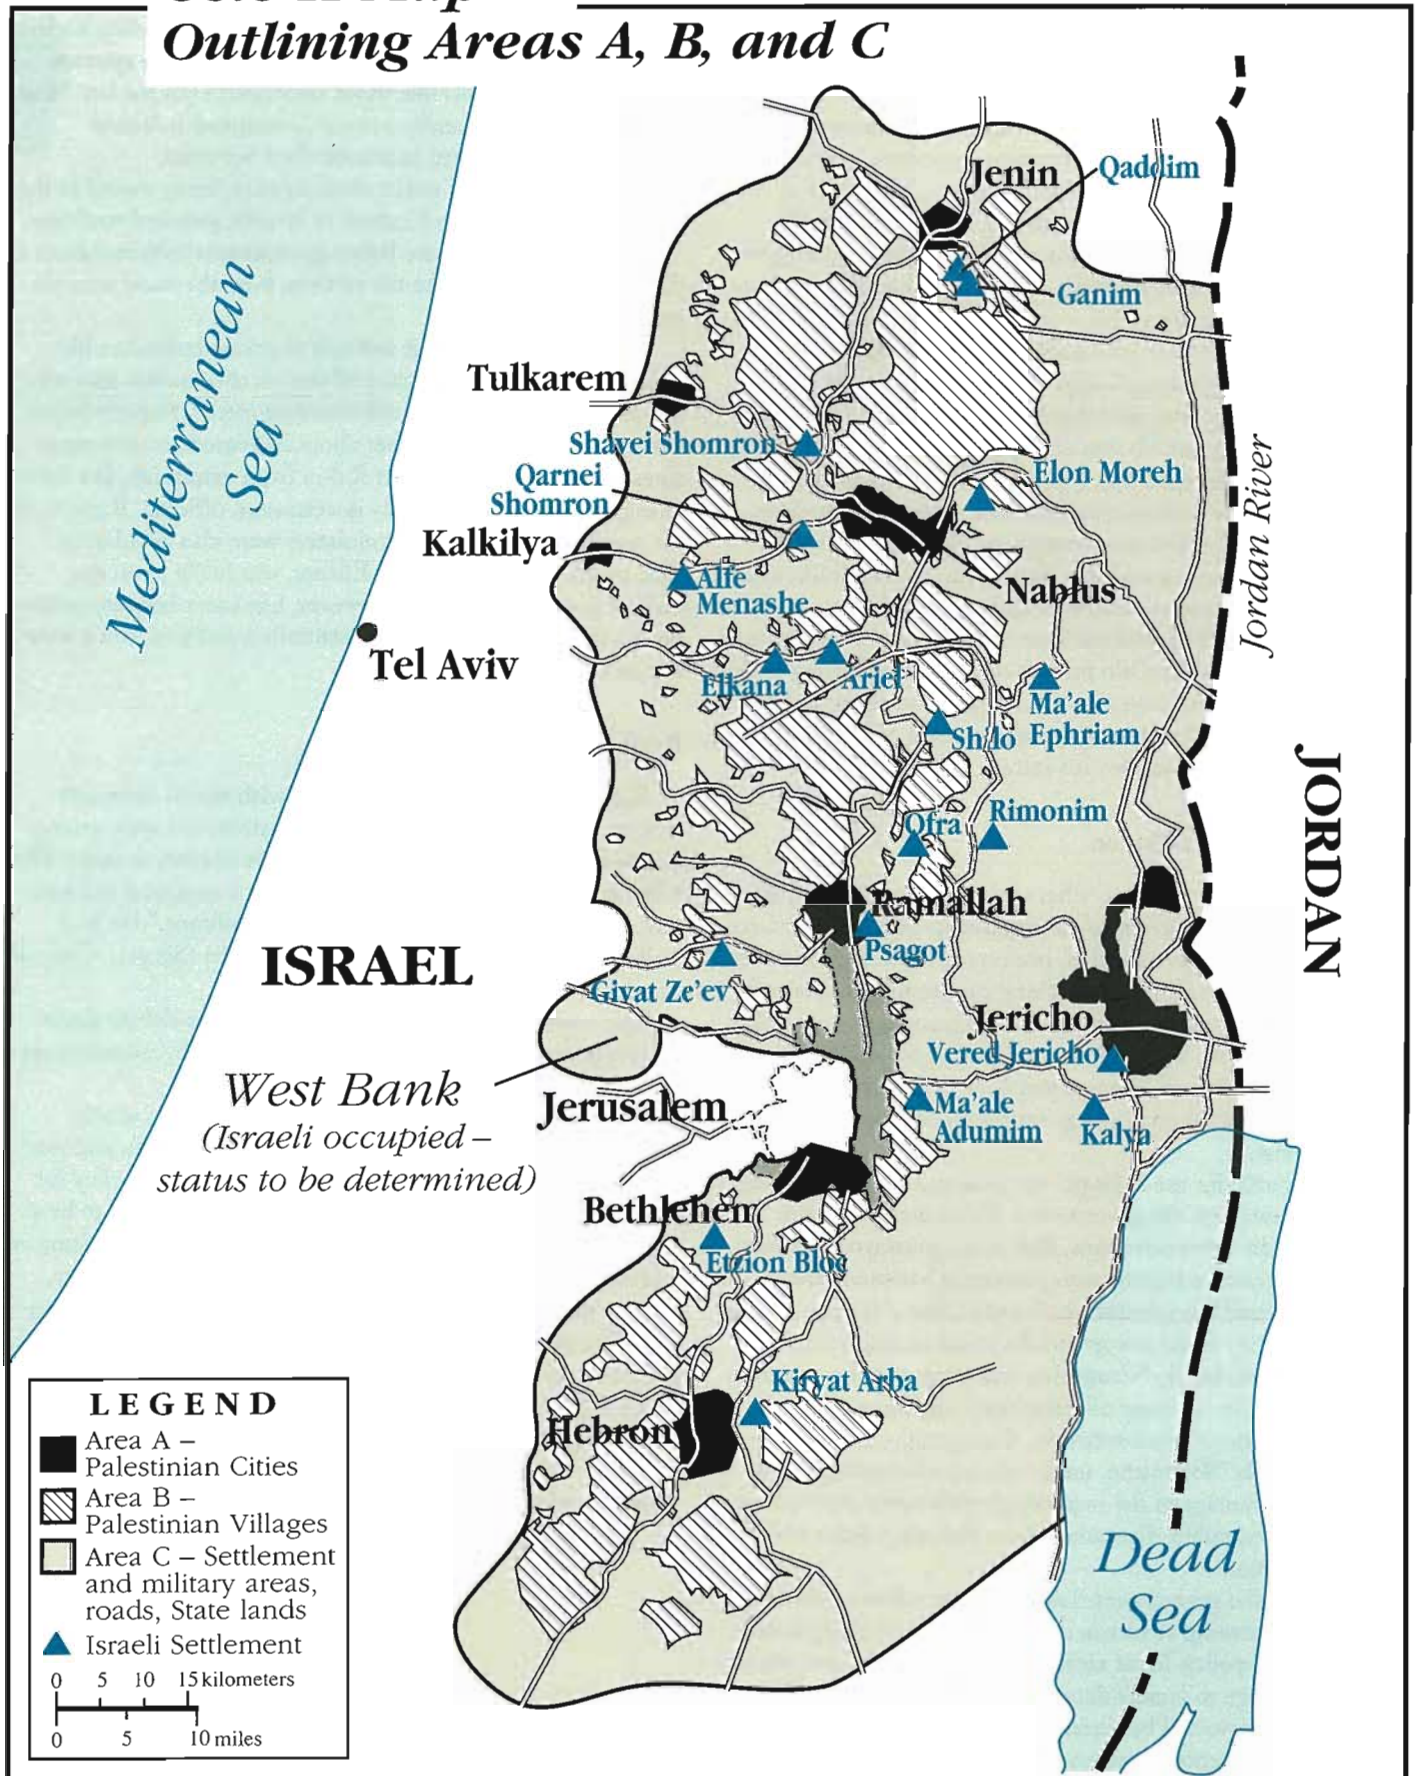 Outlining Areas A, B, and C
Jenin
Qaddim
Ganim
Mediterranean
Sea
Tulkarem
Shavei Shomron
Qarnei
Shomron
Elon Moreh
Kalkilya
Alfe
Menashe
Nablus
Jordan River
Tel Aviv
Elkana
Ariel
Ma'ale
Ephriam
Shilo
JORDAN
Ofra
Rimonim
Ramallah
Psagot
ISRAEL
Givat Ze'ev
Jericho
Vered Jericho
West Bank
(Israeli occupied –
status to be determined)
Jerusalem
Ma'ale
Adumim
Kalya
Bethlehem
Etzion Bloc
Kiryat Arba
Hebron
Dead
Sea
LEGEND
Area A –
Palestinian Cities
Area B –
Palestinian Villages
Area C – Settlement
and military areas,
roads, State lands
Israeli Settlement
0 5 10 15 kilometers
0 5 10 miles